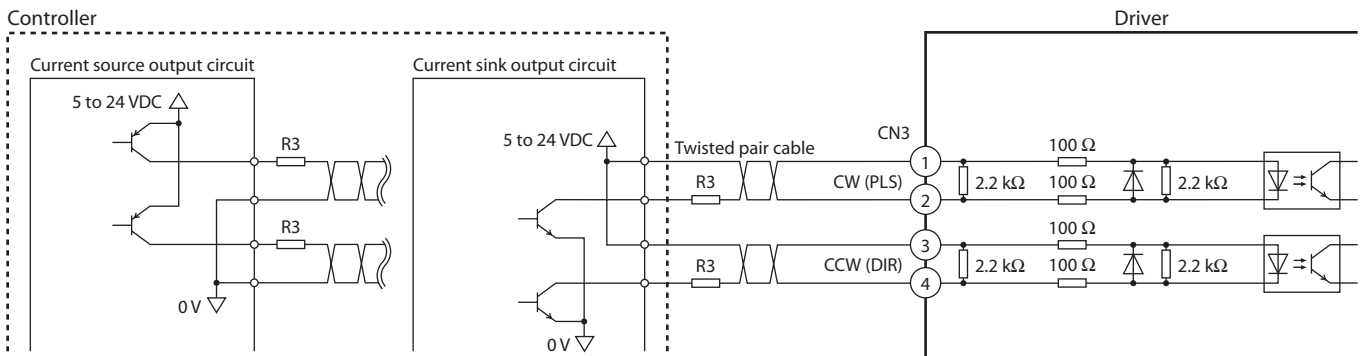 Controller
Driver
Current source output circuit
Current sink output circuit
5 to 24 VDC
R3
R3
0 V
5 to 24 VDC
Twisted pair cable
R3
R3
0 V
CN3
1
CW (PLS)
2
3
CCW (DIR)
4
100 Ω
2.2 kΩ
100 Ω
2.2 kΩ
100 Ω
2.2 kΩ
100 Ω
2.2 kΩ